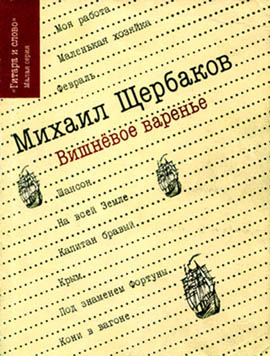 «Гитара и слово»
Малая серия
Моя работа
Маленькая хозяйка
Февраль
Михаил Щербаков
Вишнёвое варенье
Шансон
На всей Земле
Капитан бравый
Крым
Под знаменем Фортуны
Кони в вагоне